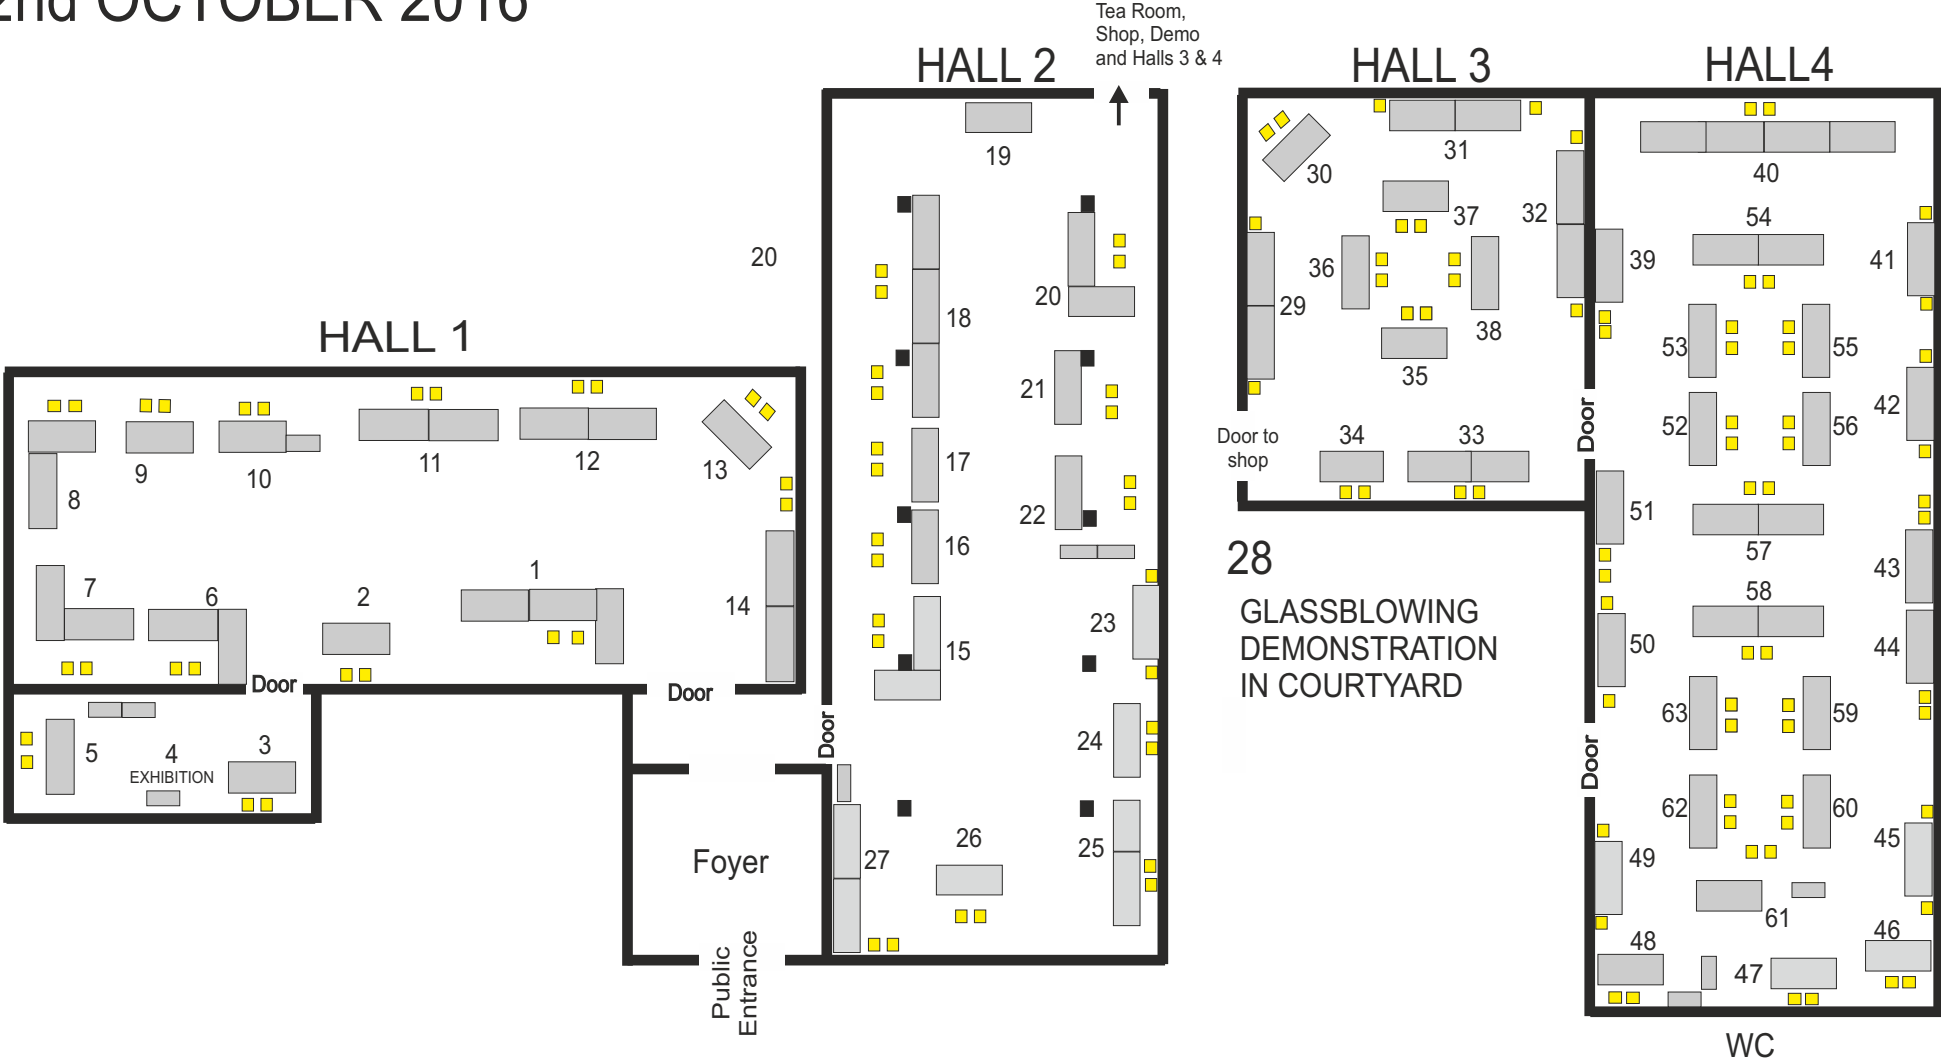 2nd OCTOBER 2016
Tea Room,
Shop, Demo
and Halls 3 & 4
HALL 1
HALL 2
HALL 3
HALL4
20
8
9
10
11
12
13
14
7
6
2
1
Door
Door
5
4
EXHIBITION
3
Foyer
Public
Entrance
Door
19
18
20
21
17
22
16
15
23
24
25
26
27
30
31
37
32
36
29
38
35
Door to
shop
34
33
Door
28
GLASSBLOWING
DEMONSTRATION
IN COURTYARD
40
54
39
41
53
55
42
52
56
51
57
43
58
50
44
63
59
Door
62
60
45
49
61
48
47
46
WC